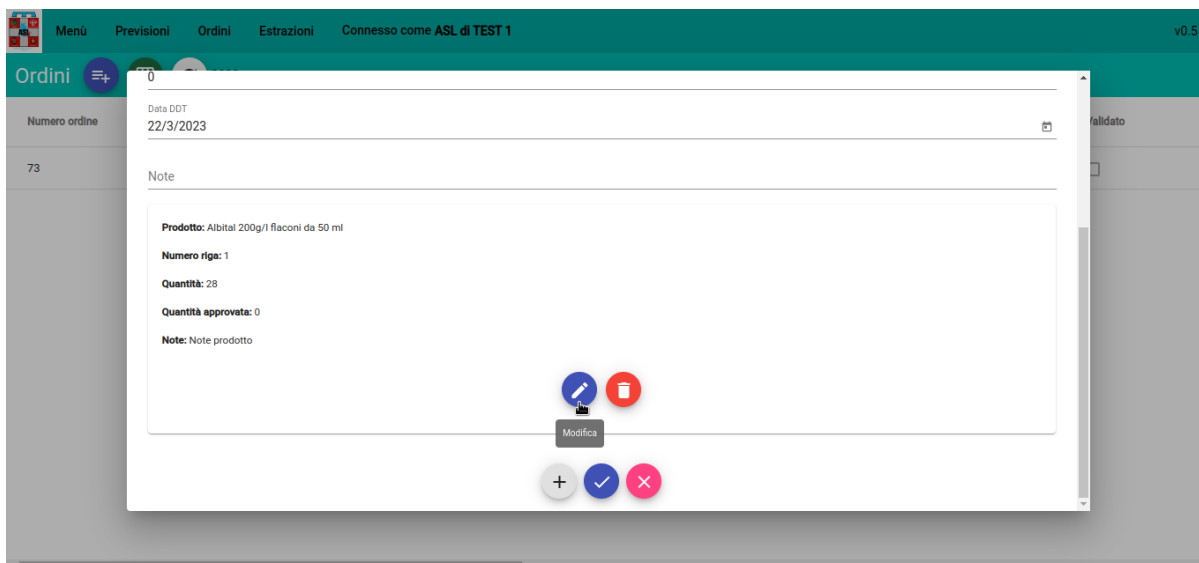 ASL
Menù Previsioni Ordini Estrazioni Connesso come ASL di TEST 1 v0.5
Ordini
0
Numero ordine
Data DDT
22/3/2023
73
Note
Prodotto: Albital 200g/l flaconi da 50 ml
Numero riga: 1
Quantità: 28
Quantità approvata: 0
Note: Note prodotto
Modifica